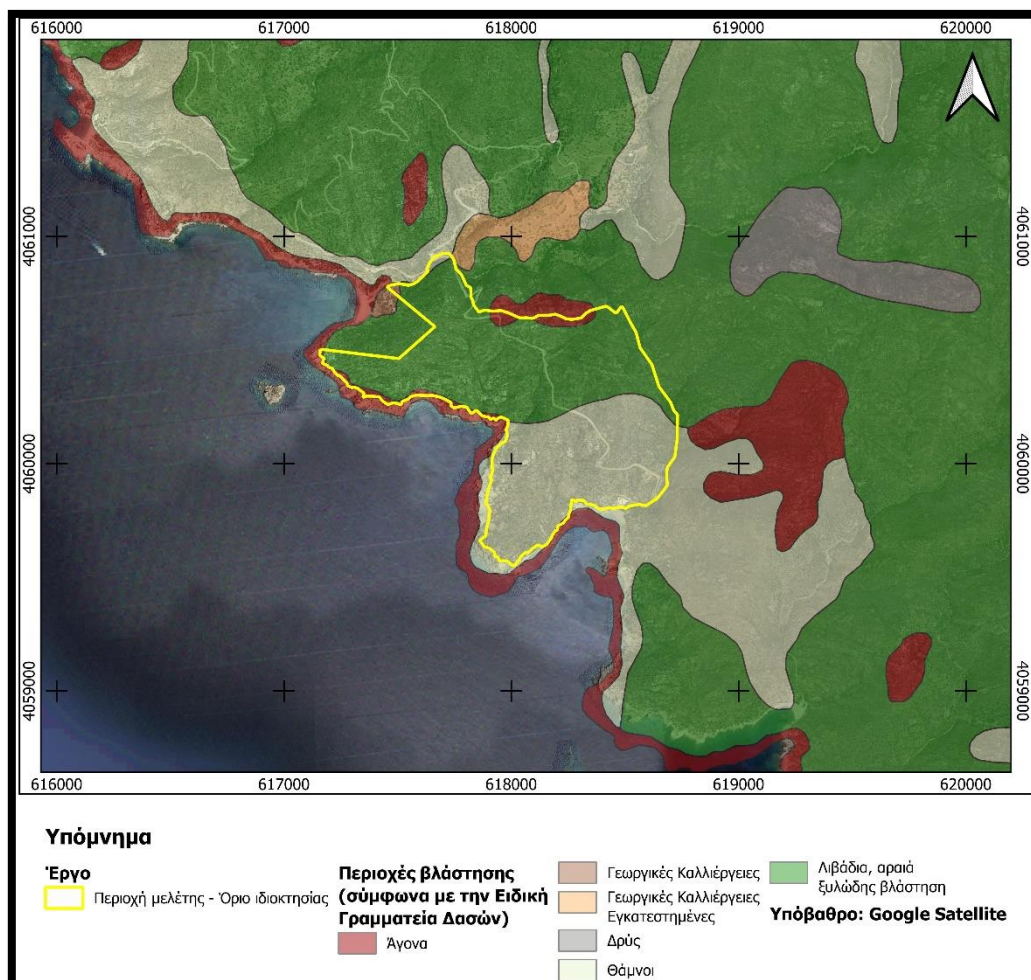 616000 617000 618000 619000 620000
4061000 4061000
4060000 4060000
4059000 4059000
616000 617000 618000 619000 620000
Υπόμνημα
Έργο
Περιοχή μελέτης - Όριο ιδιοκτησίας
Περιοχές βλάστησης
(σύμφωνα με την Ειδική
Γραμματεία Δασών)
Άγονα
Γεωργικές Καλλιέργειες
Γεωργικές Καλλιέργειες
Εγκατεστημένες
Δρύς
Θάμνοι
Λιβάδια, αραιά
ξυλώδης βλάστηση
Υπόβαθρο: Google Satellite